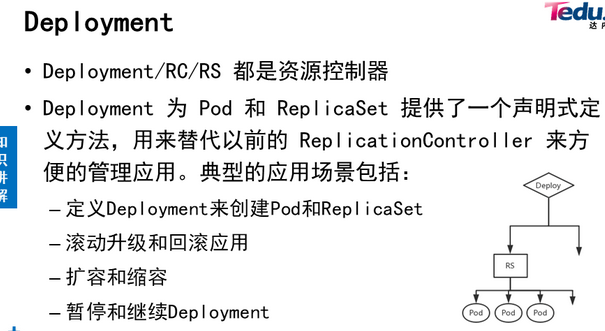 Tedu.
达内
Deployment
• Deployment/RC/RS 都是资源控制器
• Deployment 为 Pod 和 ReplicaSet 提供了一个声明式定
义方法，用来替代以前的 ReplicationController 来方
便的管理应用。典型的应用场景包括：
– 定义Deployment来创建Pod和ReplicaSet
– 滚动升级和回滚应用
– 扩容和缩容
– 暂停和继续Deployment
知
识
讲
解
Deploy
RS
Pod Pod Pod